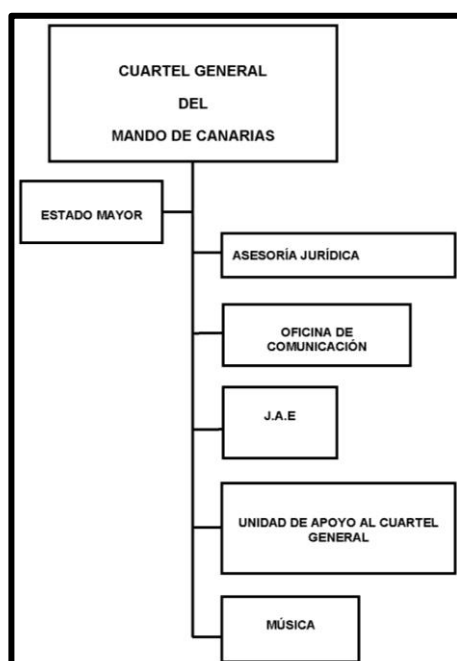 CUARTEL GENERAL
DEL
MANDO DE CANARIAS
ESTADO MAYOR
ASESORÍA JURÍDICA
OFICINA DE
COMUNICACIÓN
J.A.E
UNIDAD DE APOYO AL CUARTEL
GENERAL
MÚSICA